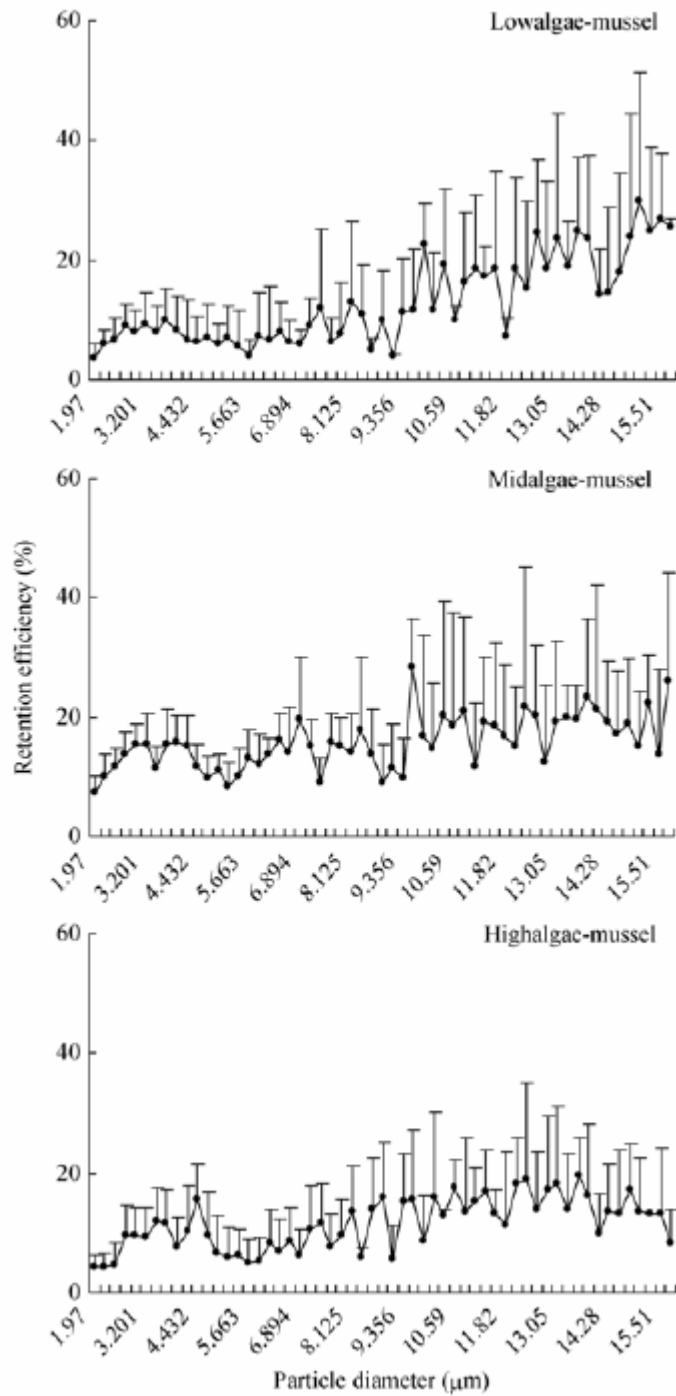 60
Lowalgae-mussel
40
20
0
1.97 3.201 4.432 5.663 6.894 8.125 9.356 10.59 11.82 13.05 14.28 15.51
60
Midalgae-mussel
40
20
0
1.97 3.201 4.432 5.663 6.894 8.125 9.356 10.59 11.82 13.05 14.28 15.51
Retention efficiency (%)
60
Highalgae-mussel
40
20
0
1.97 3.201 4.432 5.663 6.894 8.125 9.356 10.59 11.82 13.05 14.28 15.51
Particle diameter (μm)